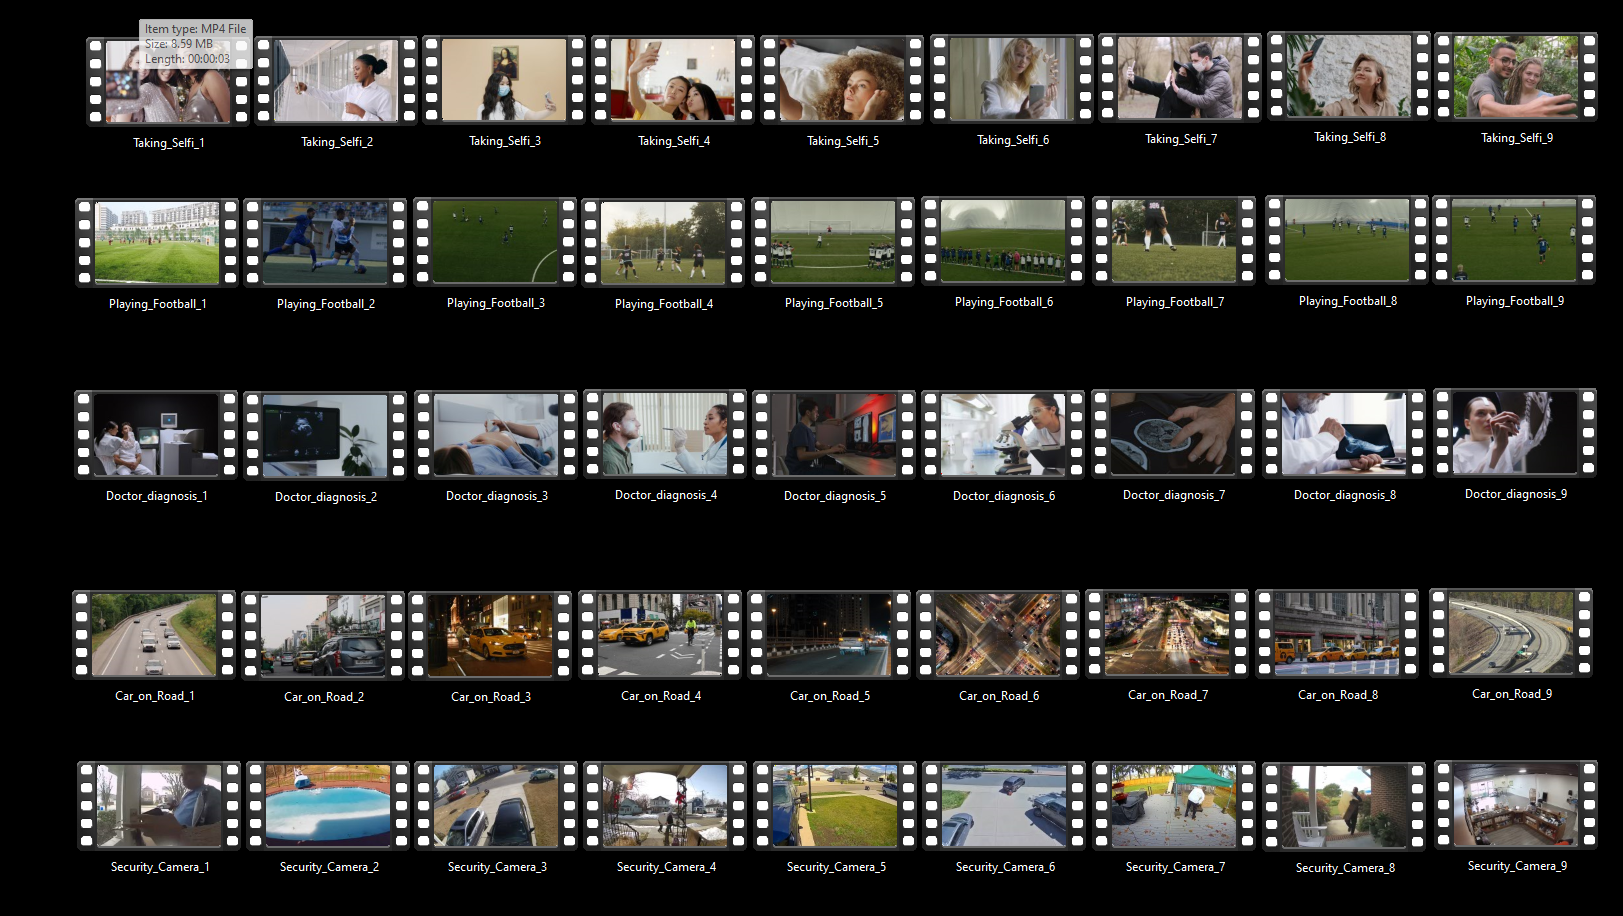 Item type: MP4 File
Size: 8.59 MB
Length: 00:00:03
Taking_Selfi_1 Taking_Selfi_2 Taking_Selfi_3 Taking_Selfi_4 Taking_Selfi_5 Taking_Selfi_6 Taking_Selfi_7 Taking_Selfi_8 Taking_Selfi_9
Playing_Football_1 Playing_Football_2 Playing_Football_3 Playing_Football_4 Playing_Football_5 Playing_Football_6 Playing_Football_7 Playing_Football_8 Playing_Football_9
Doctor_diagnosis_1 Doctor_diagnosis_2 Doctor_diagnosis_3 Doctor_diagnosis_4 Doctor_diagnosis_5 Doctor_diagnosis_6 Doctor_diagnosis_7 Doctor_diagnosis_8 Doctor_diagnosis_9
Car_on_Road_1 Car_on_Road_2 Car_on_Road_3 Car_on_Road_4 Car_on_Road_5 Car_on_Road_6 Car_on_Road_7 Car_on_Road_8 Car_on_Road_9
Security_Camera_1 Security_Camera_2 Security_Camera_3 Security_Camera_4 Security_Camera_5 Security_Camera_6 Security_Camera_7 Security_Camera_8 Security_Camera_9